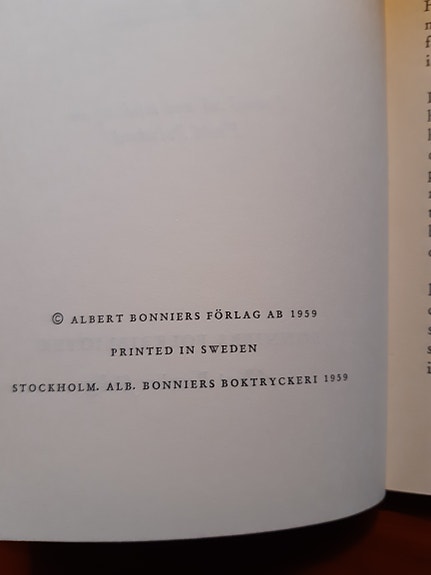 © ALBERT BONNIERS FÖRLAG AB 1959
PRINTED IN SWEDEN
STOCKHOLM. ALB. BONNIERS BOKTRYCKERI 1959